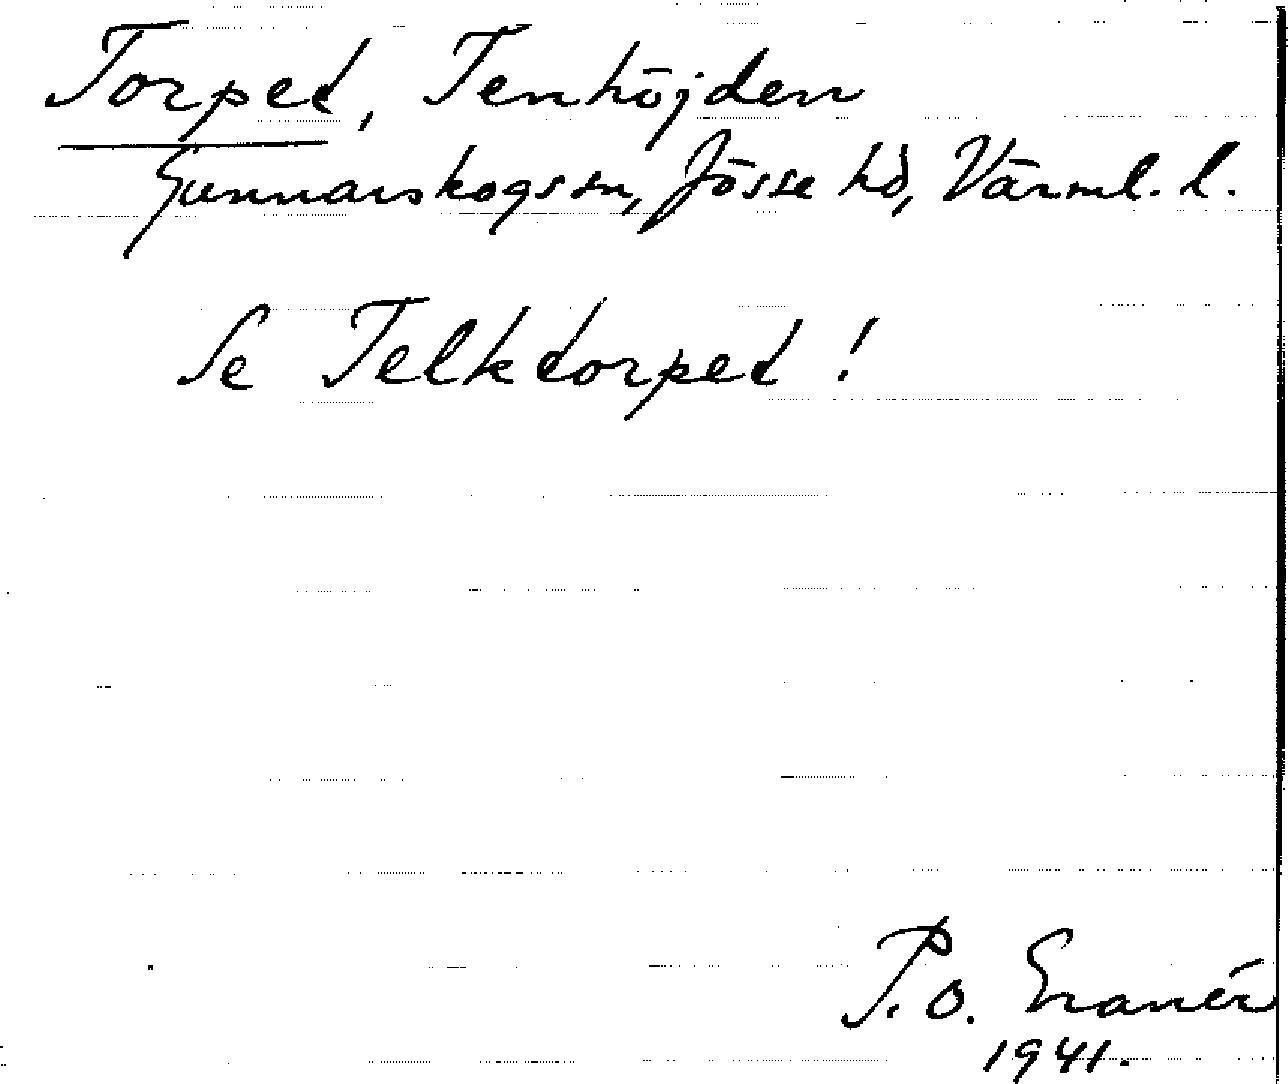 Torpet, Tenhöjden
Gunnarskogs sn, Jösse hd, Värml. l.
Se Telktorpet!
P. O. Granér
1941.